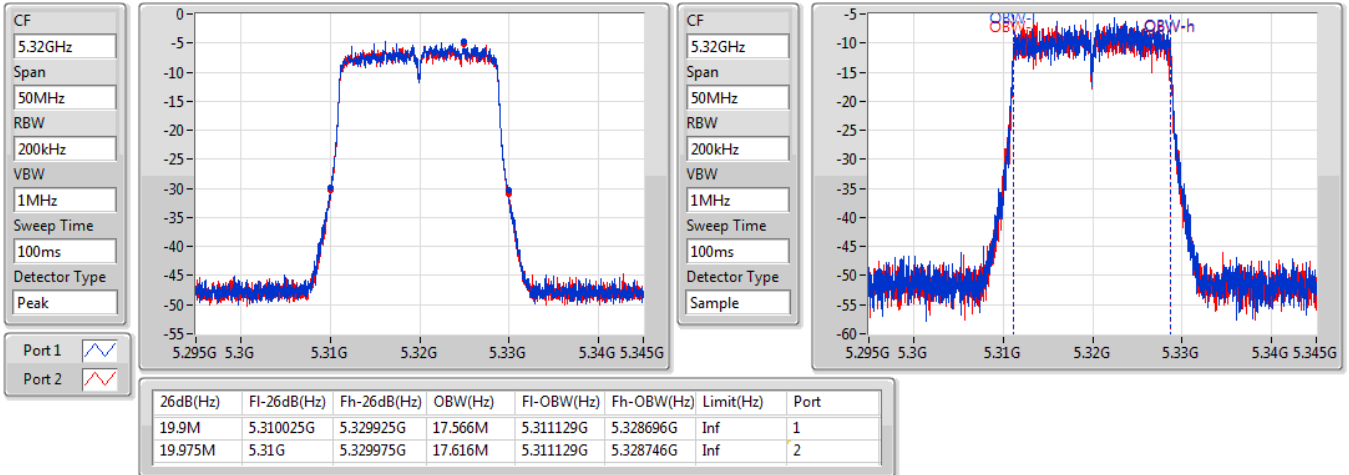 CF
5.32GHz
Span
50MHz
RBW
200kHz
VBW
1MHz
Sweep Time
100ms
Detector Type
Peak
Port 1
Port 2
0-
-5-
-10-
-15-
-20-
-25-
-30-
-35-
-40-
-45-
-50-
-55-
5.295G 5.3G 5.31G 5.32G 5.33G 5.34G 5.345G
CF
5.32GHz
Span
50MHz
RBW
200kHz
VBW
1MHz
Sweep Time
100ms
Detector Type
Sample
OBW-l
OBW
OBW-h
-5-
-10-
-15-
-20-
-25-
-30-
-35-
-40-
-45-
-50-
-55-
-60-
5.295G 5.3G 5.31G 5.32G 5.33G 5.34G 5.345G
26dB(Hz) Fl-26dB(Hz) Fh-26dB(Hz) OBW(Hz) Fl-OBW(Hz) Fh-OBW(Hz) Limit(Hz) Port
19.9M 5.310025G 5.329925G 17.566M 5.311129G 5.328696G Inf 1
19.975M 5.31G 5.329975G 17.616M 5.311129G 5.328746G Inf 2